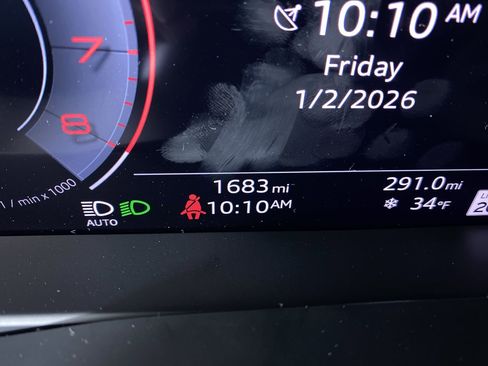 10:10 AM
7
Friday
1/2/2026
8
1683 mi
291.0 mi
1 / min x 1000
AUTO
10:10 AM
34°F